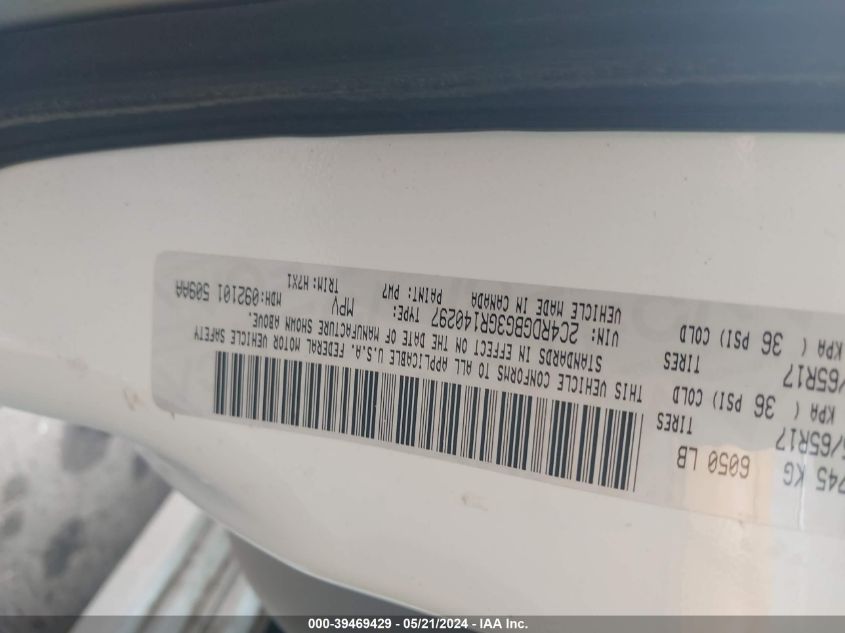 745 KG 6050 LB
5/65R17 TIRES
KPA ( 36 PSI) COLD
/65R17 TIRES
KPA ( 36 PSI) COLD
THIS VEHICLE CONFORMS TO ALL APPLICABLE U.S.A. FEDERAL MOTOR VEHICLE SAFETY
STANDARDS IN EFFECT ON THE DATE OF MANUFACTURE SHOWN ABOVE.
VIN: 2C4RDGBG3GR140297 TYPE: MPV MDH:092101 509AA
VEHICLE MADE IN CANADA PAINT: PW7 TRIM:H7X1
000-39469429 - 05/21/2024 - IAA Inc.